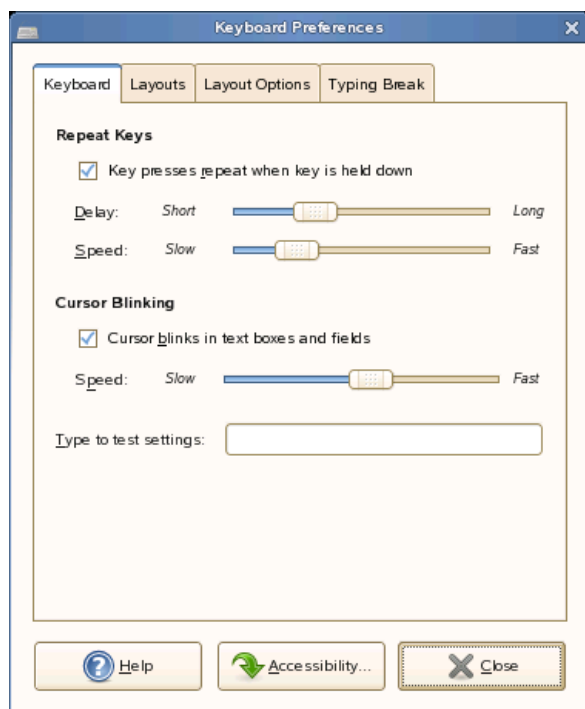 Keyboard Preferences
Keyboard Layouts Layout Options Typing Break
Repeat Keys
Key presses repeat when key is held down
Delay: Short Long
Speed: Slow Fast
Cursor Blinking
Cursor blinks in text boxes and fields
Speed: Slow Fast
Type to test settings:
Help Accessibility... Close